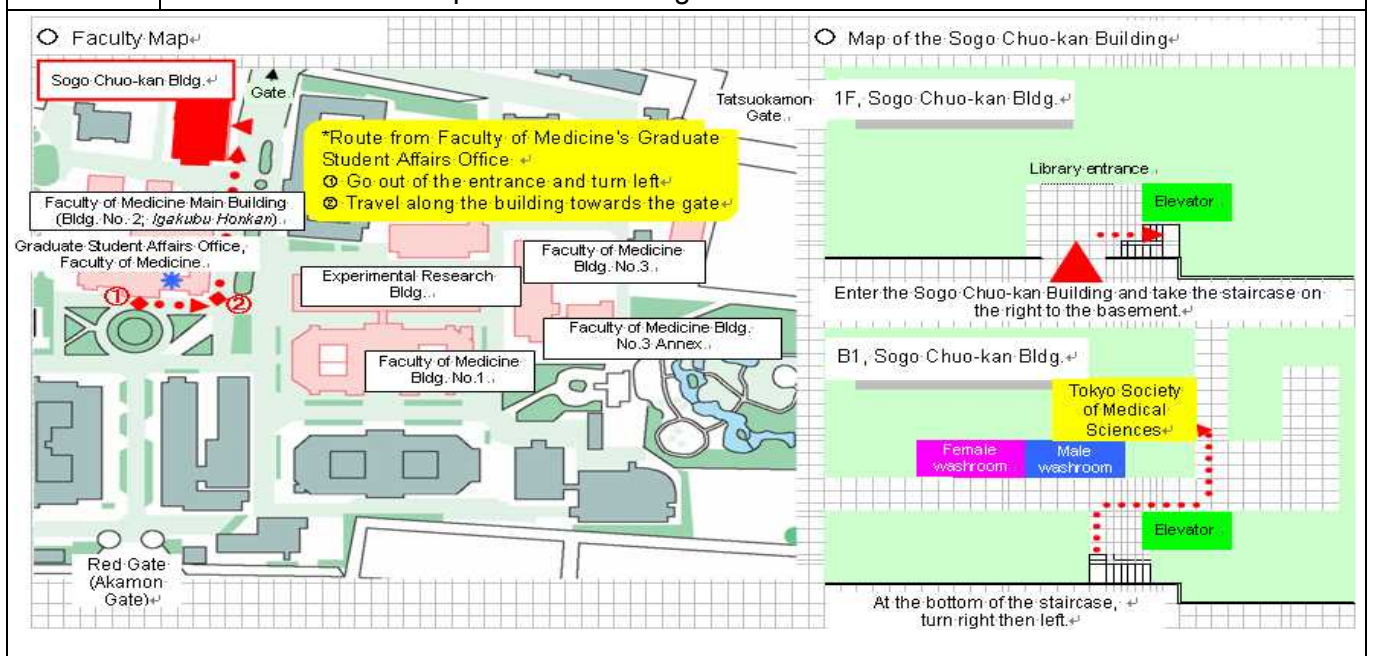 Faculty Map
Sogo Chuo-kan Bldg.
Gate
Tatsuokamon
Gate
*Route from Faculty of Medicine's Graduate
Student Affairs Office
① Go out of the entrance and turn left
② Travel along the building towards the gate
Faculty of Medicine Main Building
(Bldg. No. 2; Igakubu Honkan)
Graduate Student Affairs Office,
Faculty of Medicine
①
②
Experimental Research
Bldg.
Faculty of Medicine
Bldg. No.3
Faculty of Medicine Bldg.
No.3 Annex
Faculty of Medicine
Bldg. No.1
Red Gate
(Akamon
Gate)
Map of the Sogo Chuo-kan Building
1F, Sogo Chuo-kan Bldg.
Library entrance
Elevator
Enter the Sogo Chuo-kan Building and take the staircase on
the right to the basement.
B1, Sogo Chuo-kan Bldg.
Tokyo Society
of Medical
Sciences
Female
washroom
Male
washroom
Elevator
At the bottom of the staircase,
turn right then left.